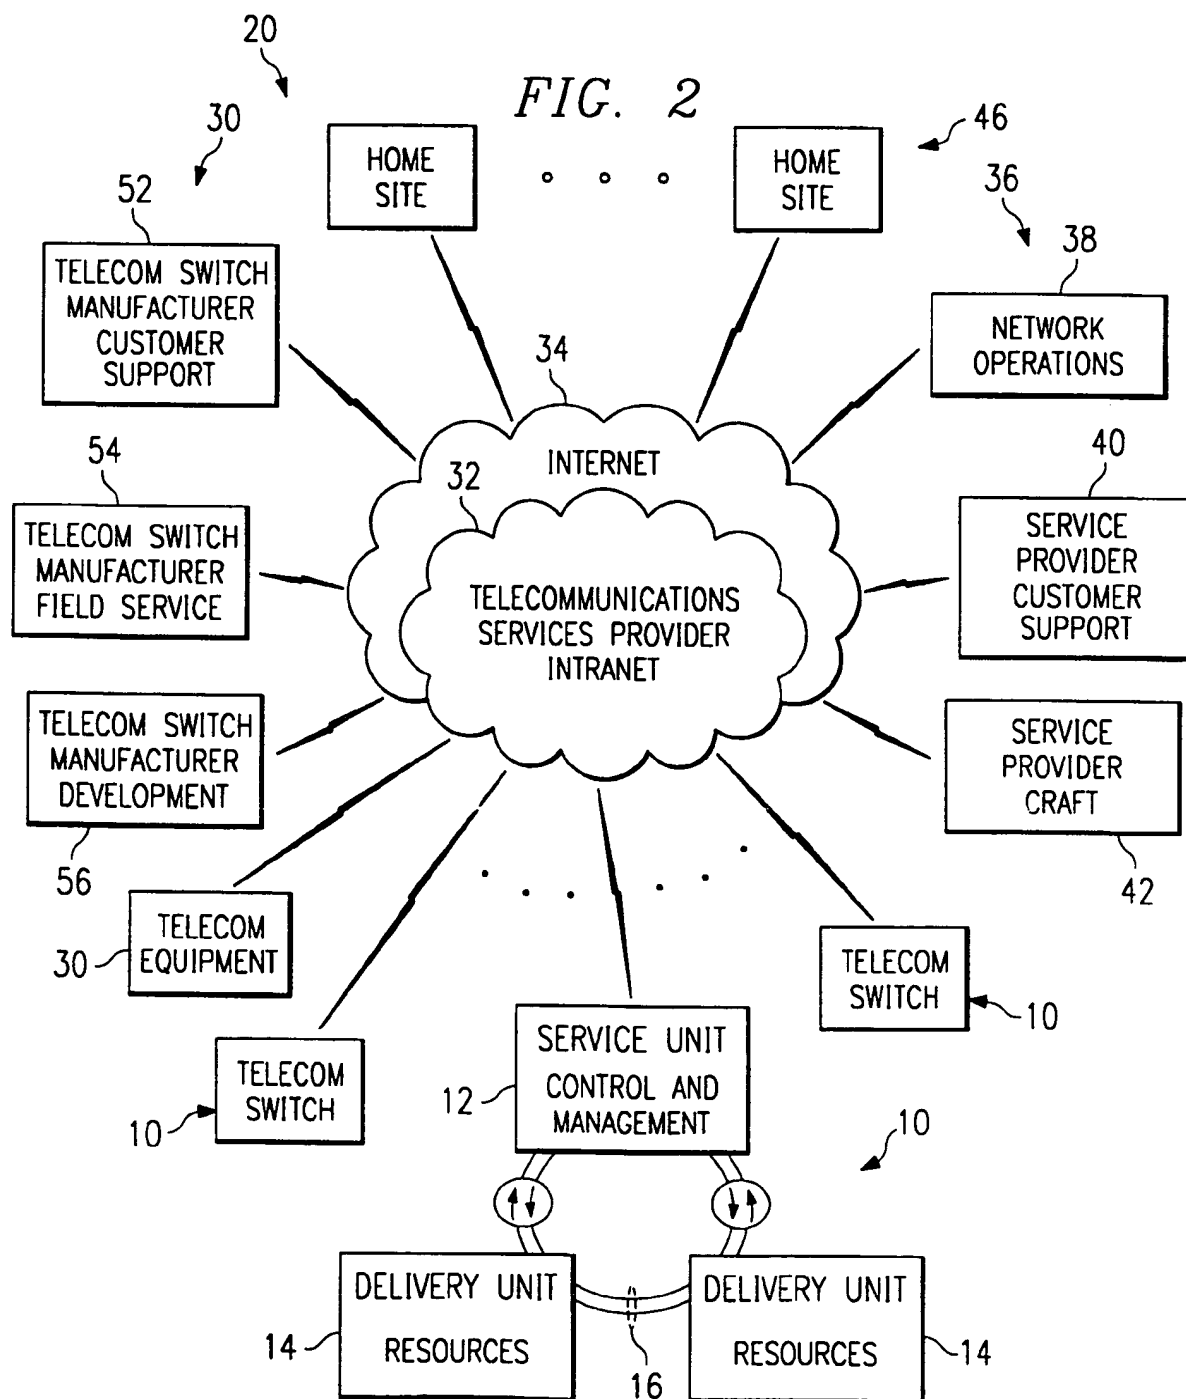 20
FIG. 2
30
46
HOME
SITE
HOME
SITE
36
52
38
TELECOM SWITCH
MANUFACTURER
CUSTOMER
SUPPORT
NETWORK
OPERATIONS
34
INTERNET
54
32
40
TELECOM SWITCH
MANUFACTURER
FIELD SERVICE
TELECOMMUNICATIONS
SERVICES PROVIDER
INTRANET
SERVICE
PROVIDER
CUSTOMER
SUPPORT
TELECOM SWITCH
MANUFACTURER
DEVELOPMENT
56
SERVICE
PROVIDER
CRAFT
42
TELECOM
EQUIPMENT
30
TELECOM
SWITCH
10
TELECOM
SWITCH
10
SERVICE UNIT
CONTROL AND
MANAGEMENT
12
10
DELIVERY UNIT
RESOURCES
14
16
DELIVERY UNIT
RESOURCES
14